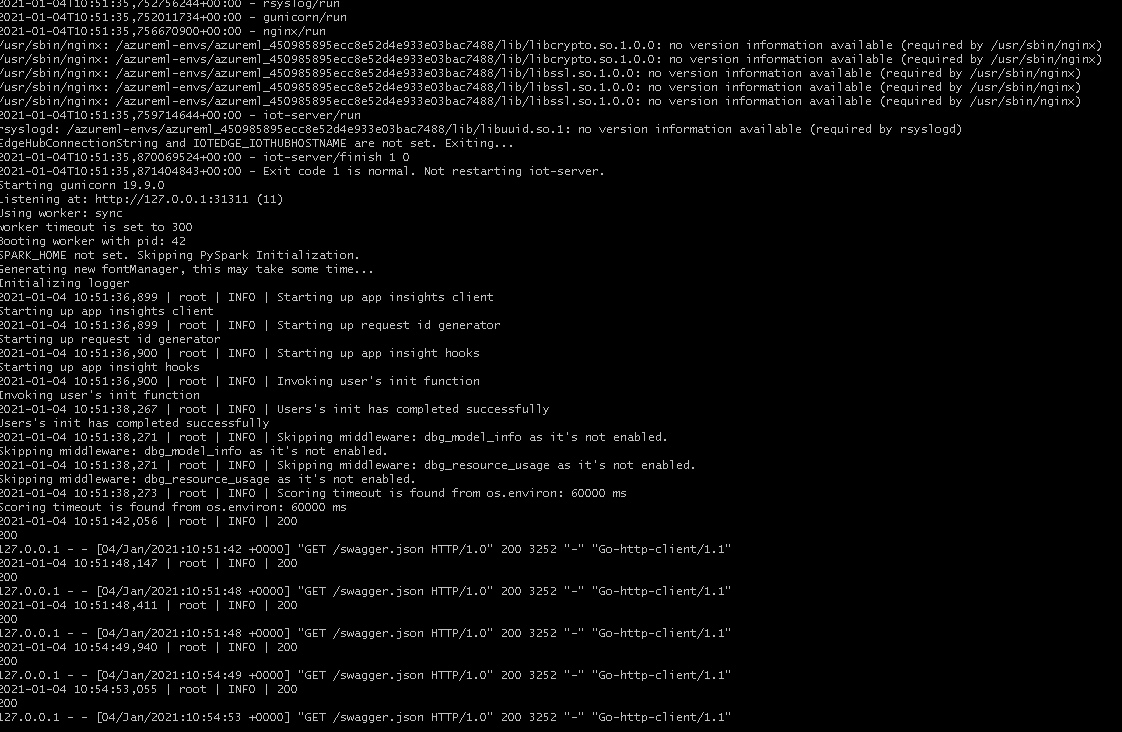 2021-01-04T10:51:35,752756244+00:00 - rsyslog/run
2021-01-04T10:51:35,752011734+00:00 - gunicorn/run
2021-01-04T10:51:35,756670900+00:00 - nginx/run
/usr/sbin/nginx: /azureml-envs/azureml_450985895ecc8e52d4e933e03bac7488/lib/libcrypto.so.1.0.0: no version information available (required by /usr/sbin/nginx)
/usr/sbin/nginx: /azureml-envs/azureml_450985895ecc8e52d4e933e03bac7488/lib/libcrypto.so.1.0.0: no version information available (required by /usr/sbin/nginx)
/usr/sbin/nginx: /azureml-envs/azureml_450985895ecc8e52d4e933e03bac7488/lib/libssl.so.1.0.0: no version information available (required by /usr/sbin/nginx)
/usr/sbin/nginx: /azureml-envs/azureml_450985895ecc8e52d4e933e03bac7488/lib/libssl.so.1.0.0: no version information available (required by /usr/sbin/nginx)
/usr/sbin/nginx: /azureml-envs/azureml_450985895ecc8e52d4e933e03bac7488/lib/libssl.so.1.0.0: no version information available (required by /usr/sbin/nginx)
2021-01-04T10:51:35,759714644+00:00 - iot-server/run
rsyslogd: /azureml-envs/azureml_450985895ecc8e52d4e933e03bac7488/lib/libuuid.so.1: no version information available (required by rsyslogd)
EdgeHubConnectionString and IOTEDGE_IOTHUBHOSTNAME are not set. Exiting...
2021-01-04T10:51:35,870069524+00:00 - iot-server/finish 1 0
2021-01-04T10:51:35,871404843+00:00 - Exit code 1 is normal. Not restarting iot-server.
Starting gunicorn 19.9.0
Listening at: http://127.0.0.1:31311 (11)
Using worker: sync
worker timeout is set to 300
Booting worker with pid: 42
SPARK_HOME not set. Skipping PySpark Initialization.
Generating new fontManager, this may take some time...
Initializing logger
2021-01-04 10:51:36,899 | root | INFO | Starting up app insights client
Starting up app insights client
2021-01-04 10:51:36,899 | root | INFO | Starting up request id generator
Starting up request id generator
2021-01-04 10:51:36,900 | root | INFO | Starting up app insight hooks
Starting up app insight hooks
2021-01-04 10:51:36,900 | root | INFO | Invoking user's init function
Invoking user's init function
2021-01-04 10:51:38,267 | root | INFO | Users's init has completed successfully
Users's init has completed successfully
2021-01-04 10:51:38,271 | root | INFO | Skipping middleware: dbg_model_info as it's not enabled.
Skipping middleware: dbg_model_info as it's not enabled.
2021-01-04 10:51:38,271 | root | INFO | Skipping middleware: dbg_resource_usage as it's not enabled.
Skipping middleware: dbg_resource_usage as it's not enabled.
2021-01-04 10:51:38,273 | root | INFO | Scoring timeout is found from os.environ: 60000 ms
Scoring timeout is found from os.environ: 60000 ms
2021-01-04 10:51:42,056 | root | INFO | 200
200
127.0.0.1 - - [04/Jan/2021:10:51:42 +0000] "GET /swagger.json HTTP/1.0" 200 3252 "-" "Go-http-client/1.1"
2021-01-04 10:51:48,147 | root | INFO | 200
200
127.0.0.1 - - [04/Jan/2021:10:51:48 +0000] "GET /swagger.json HTTP/1.0" 200 3252 "-" "Go-http-client/1.1"
2021-01-04 10:51:48,411 | root | INFO | 200
200
127.0.0.1 - - [04/Jan/2021:10:51:48 +0000] "GET /swagger.json HTTP/1.0" 200 3252 "-" "Go-http-client/1.1"
2021-01-04 10:54:49,940 | root | INFO | 200
200
127.0.0.1 - - [04/Jan/2021:10:54:49 +0000] "GET /swagger.json HTTP/1.0" 200 3252 "-" "Go-http-client/1.1"
2021-01-04 10:54:53,055 | root | INFO | 200
200
127.0.0.1 - - [04/Jan/2021:10:54:53 +0000] "GET /swagger.json HTTP/1.0" 200 3252 "-" "Go-http-client/1.1"